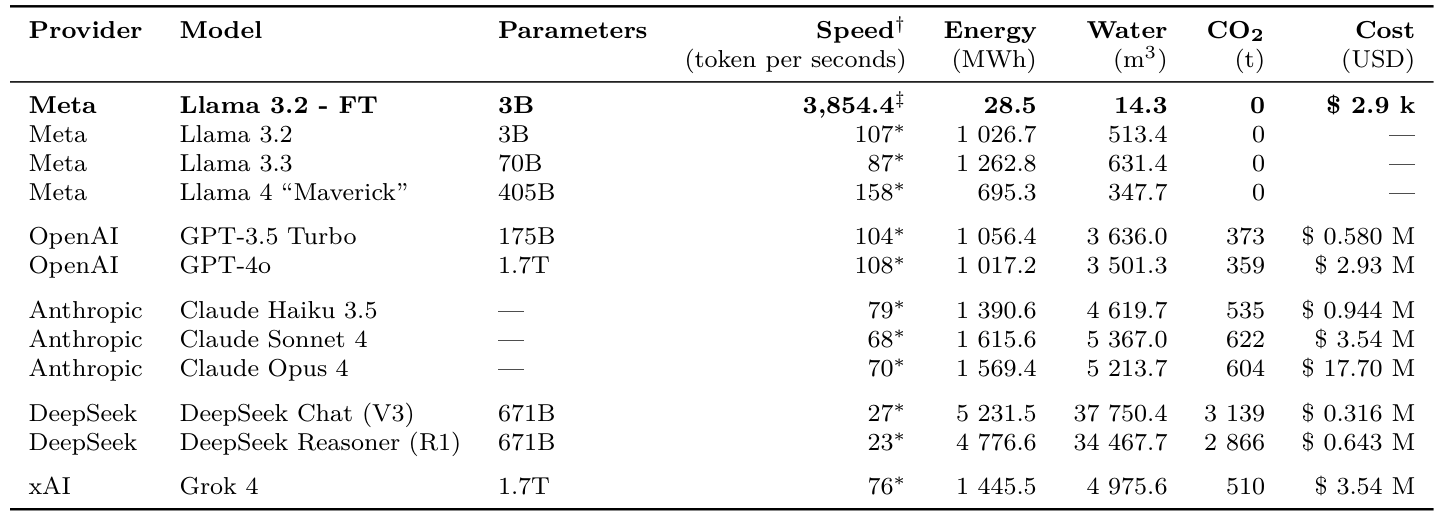 Provider Model Parameters Speed† Energy Water CO₂ Cost
(token per seconds) (MWh) (m³) (t) (USD)
Meta Llama 3.2 - FT 3B 3,854.4‡ 28.5 14.3 0 $ 2.9 k
Meta Llama 3.2 3B 107* 1 026.7 513.4 0 —
Meta Llama 3.3 70B 87* 1 262.8 631.4 0 —
Meta Llama 4 “Maverick” 405B 158* 695.3 347.7 0 —
OpenAI GPT-3.5 Turbo 175B 104* 1 056.4 3 636.0 373 $ 0.580 M
OpenAI GPT-4o 1.7T 108* 1 017.2 3 501.3 359 $ 2.93 M
Anthropic Claude Haiku 3.5 — 79* 1 390.6 4 619.7 535 $ 0.944 M
Anthropic Claude Sonnet 4 — 68* 1 615.6 5 367.0 622 $ 3.54 M
Anthropic Claude Opus 4 — 70* 1 569.4 5 213.7 604 $ 17.70 M
DeepSeek DeepSeek Chat (V3) 671B 27* 5 231.5 37 750.4 3 139 $ 0.316 M
DeepSeek DeepSeek Reasoner (R1) 671B 23* 4 776.6 34 467.7 2 866 $ 0.643 M
xAI Grok 4 1.7T 76* 1 445.5 4 975.6 510 $ 3.54 M